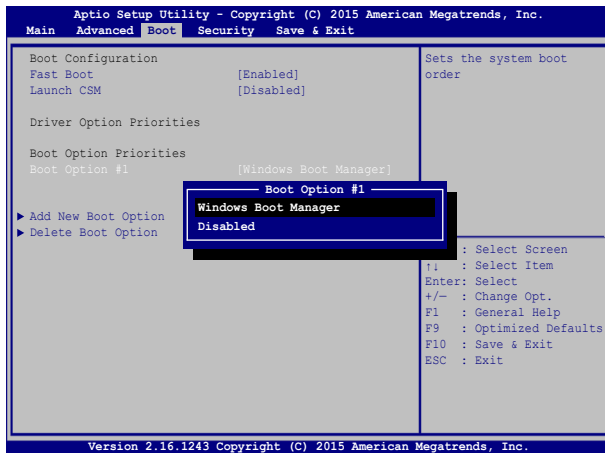 Aptio Setup Utility - Copyright (C) 2015 American Megatrends, Inc.
Main Advanced Boot Security Save & Exit
Boot Configuration
Fast Boot [Enabled]
Launch CSM [Disabled]
Driver Option Priorities
Boot Option Priorities
Boot Option #1 [Windows Boot Manager]
Add New Boot Option
Delete Boot Option
Boot Option #1
Windows Boot Manager
Disabled
Sets the system boot
order
: Select Screen
↑↓ : Select Item
Enter: Select
+/— : Change Opt.
F1 : General Help
F9 : Optimized Defaults
F10 : Save & Exit
ESC : Exit
Version 2.16.1243 Copyright (C) 2015 American Megatrends, Inc.